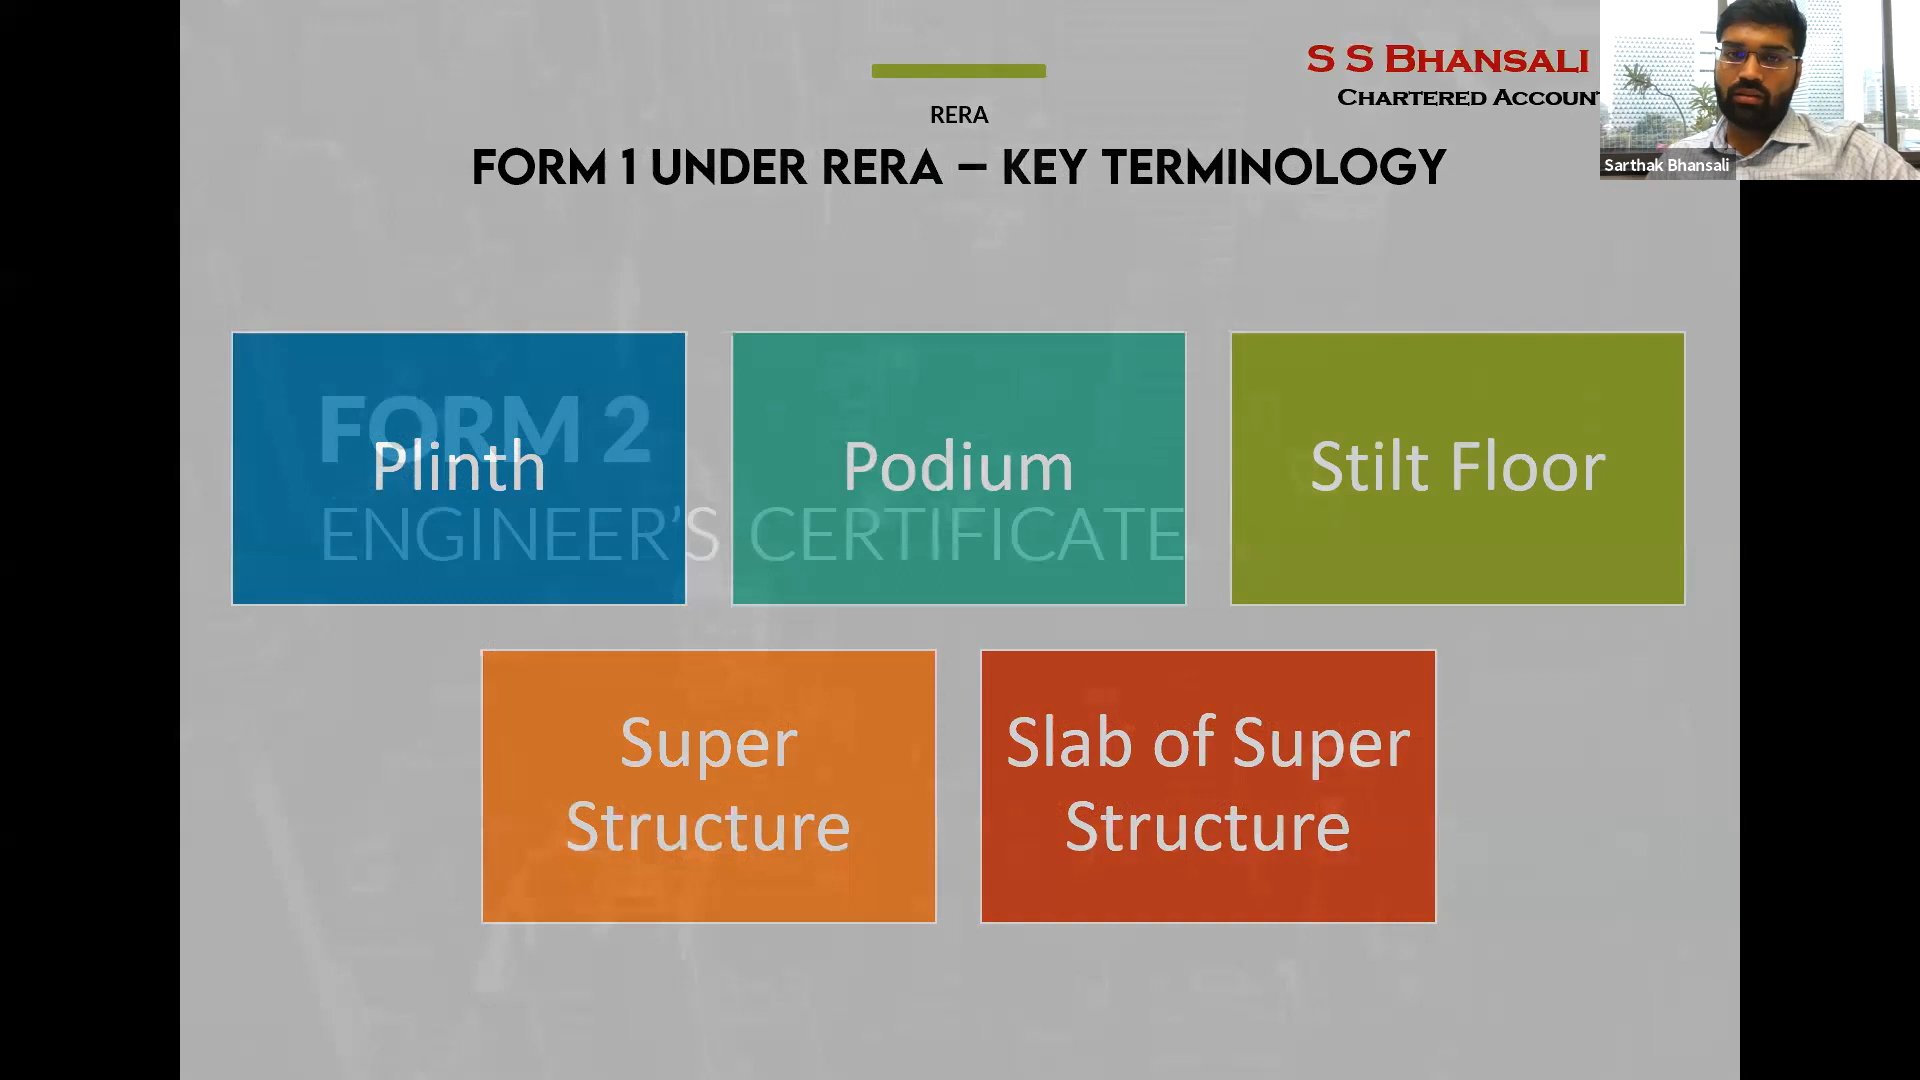 S S BHANSALI
CHARTERED ACCOUN
RERA
FORM 1 UNDER RERA – KEY TERMINOLOGY
Sarthak Bhansali
FORM 2
Plinth
Podium
Stilt Floor
ENGINEER’S CERTIFICATE
Super
Structure
Slab of Super
Structure